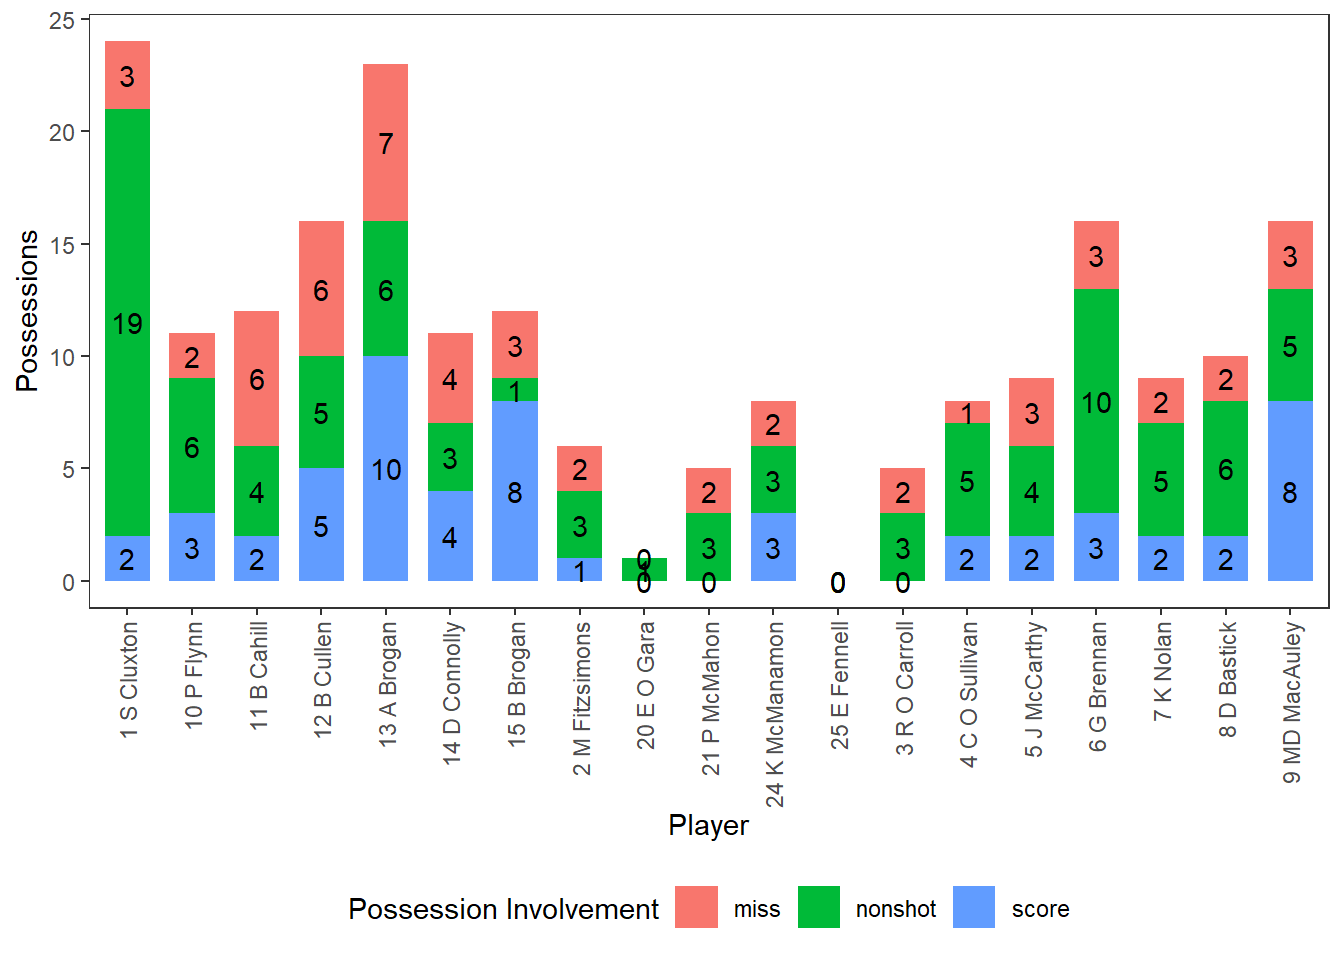 25
20
15
10
5
0
Possessions
3
19
2
2
6
3
6
4
2
6
5
5
7
6
10
4
3
4
3
1
8
2
3
1
0
1
0
2
3
0
2
3
3
0
2
3
0
1
5
2
3
4
2
3
10
3
2
5
2
2
6
2
3
5
8
1 S Cluxton
10 P Flynn
11 B Cahill
12 B Cullen
13 A Brogan
14 D Connolly
15 B Brogan
2 M Fitzsimons
20 E O Gara
21 P McMahon
24 K McManamon
25 E Fennell
3 R O Carroll
4 C O Sullivan
5 J McCarthy
6 G Brennan
7 K Nolan
8 D Bastick
9 MD MacAuley
Player
Possession Involvement miss nonshot score